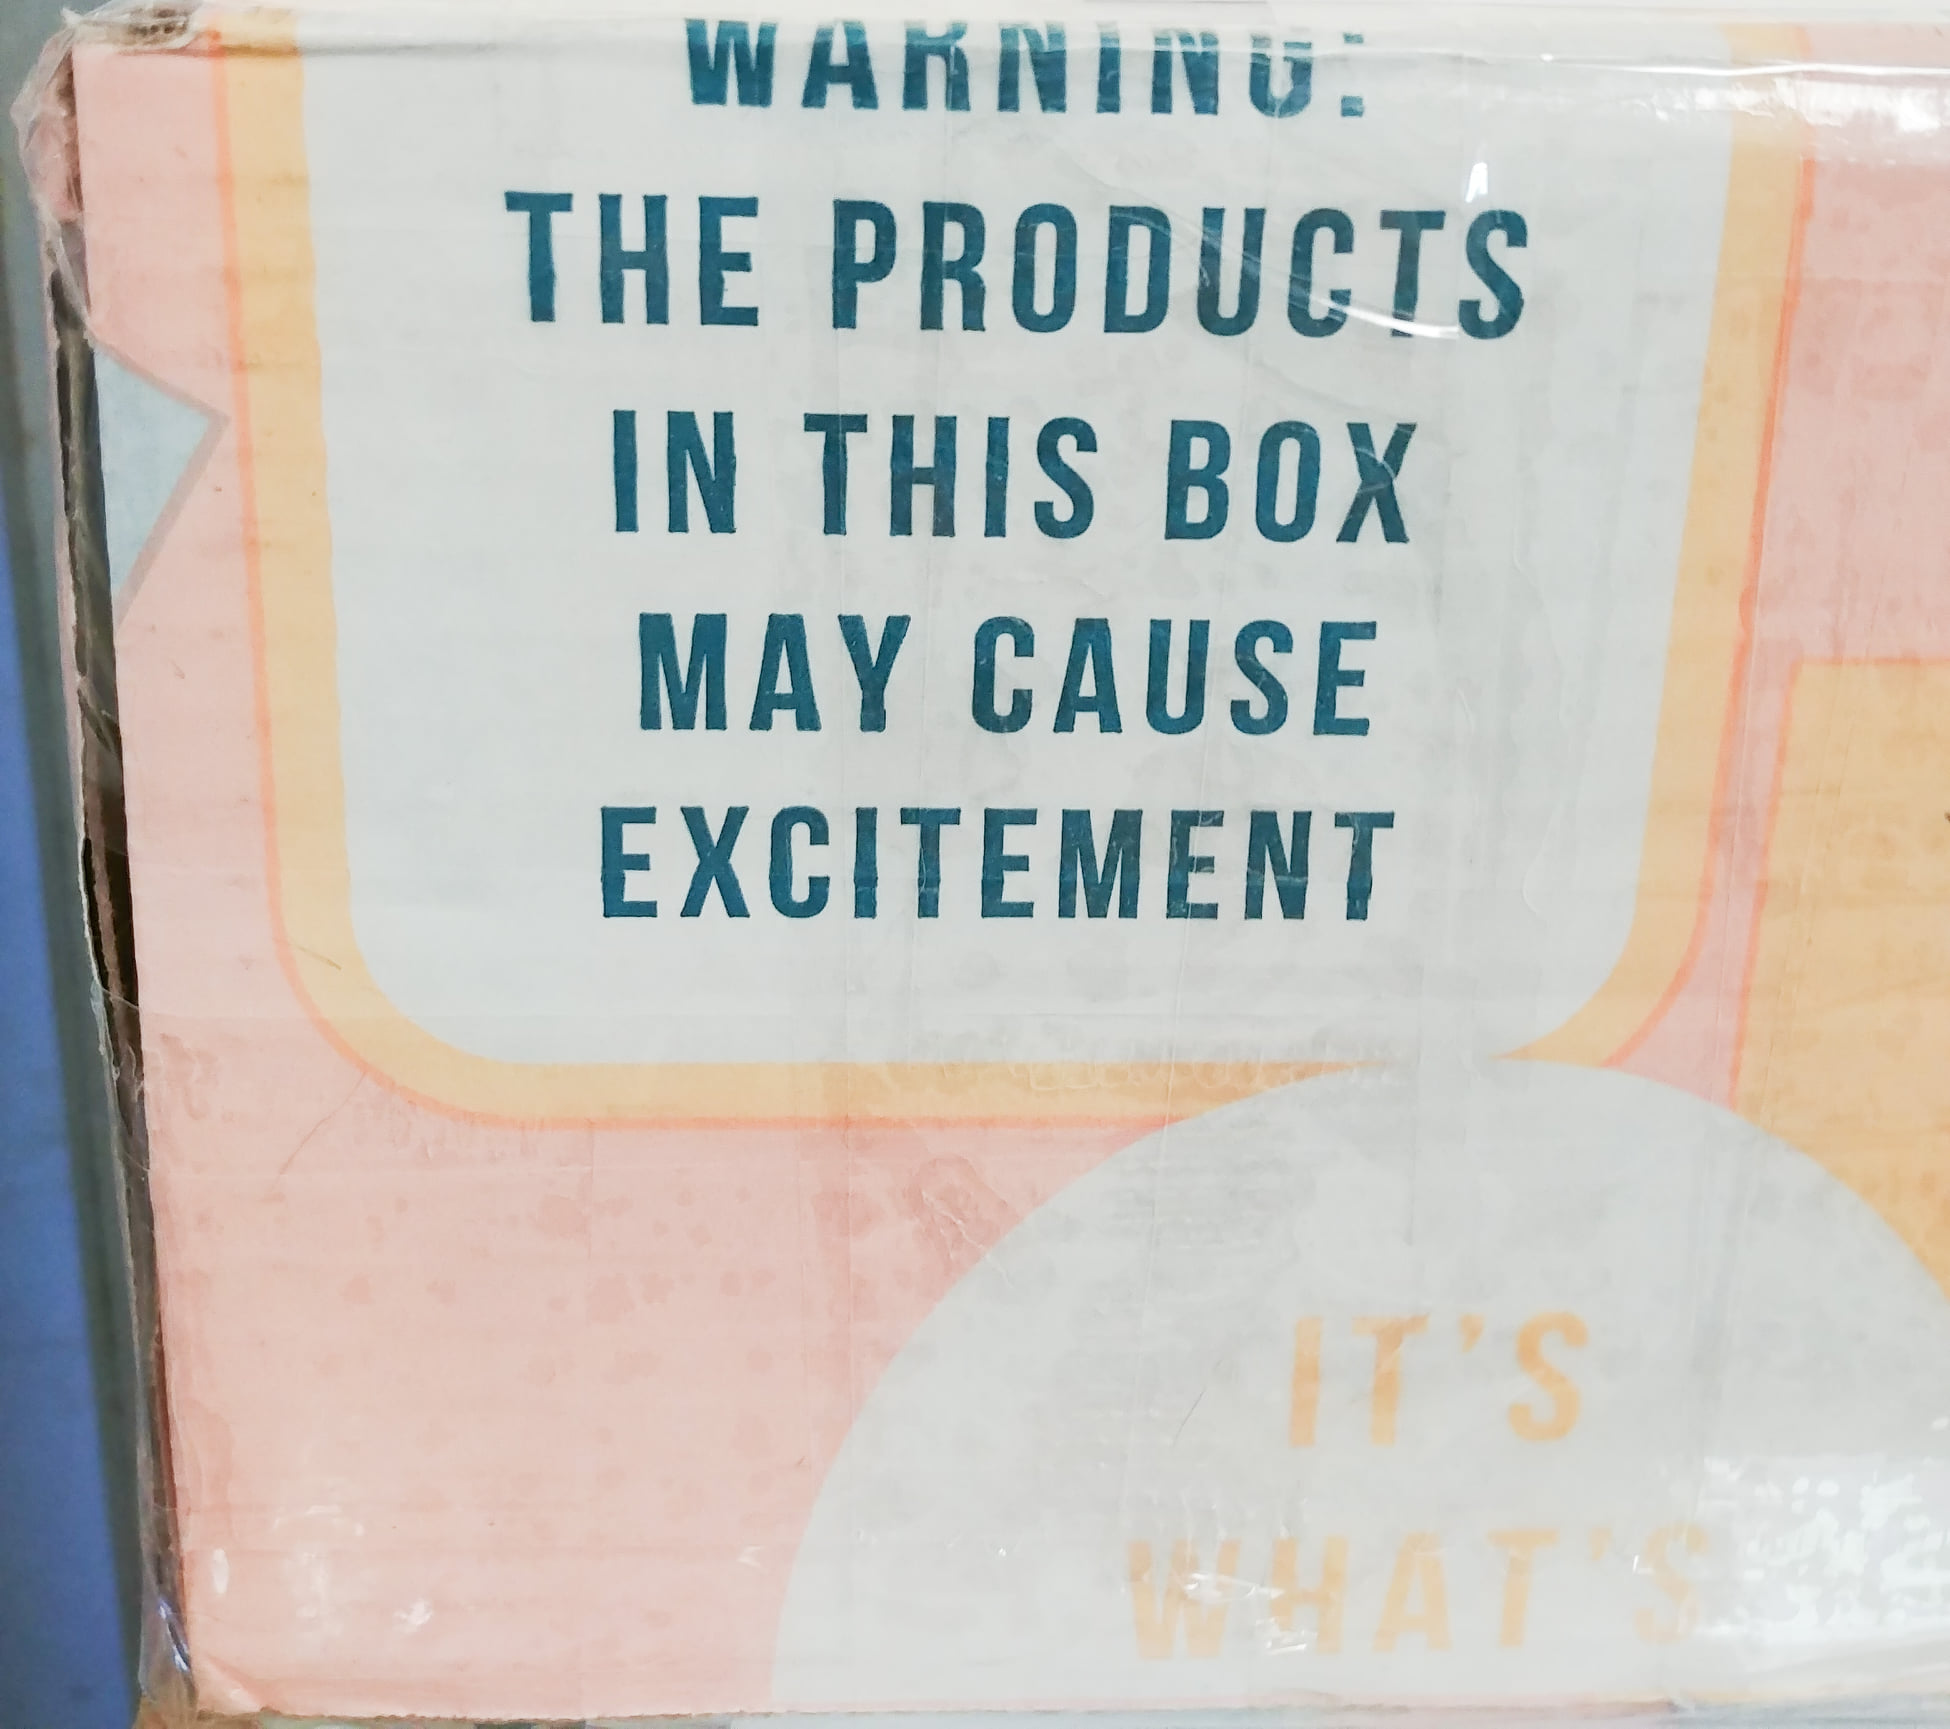 WARNING:
THE PRODUCTS
IN THIS BOX
MAY CAUSE
EXCITEMENT
IT'S
WHAT'S